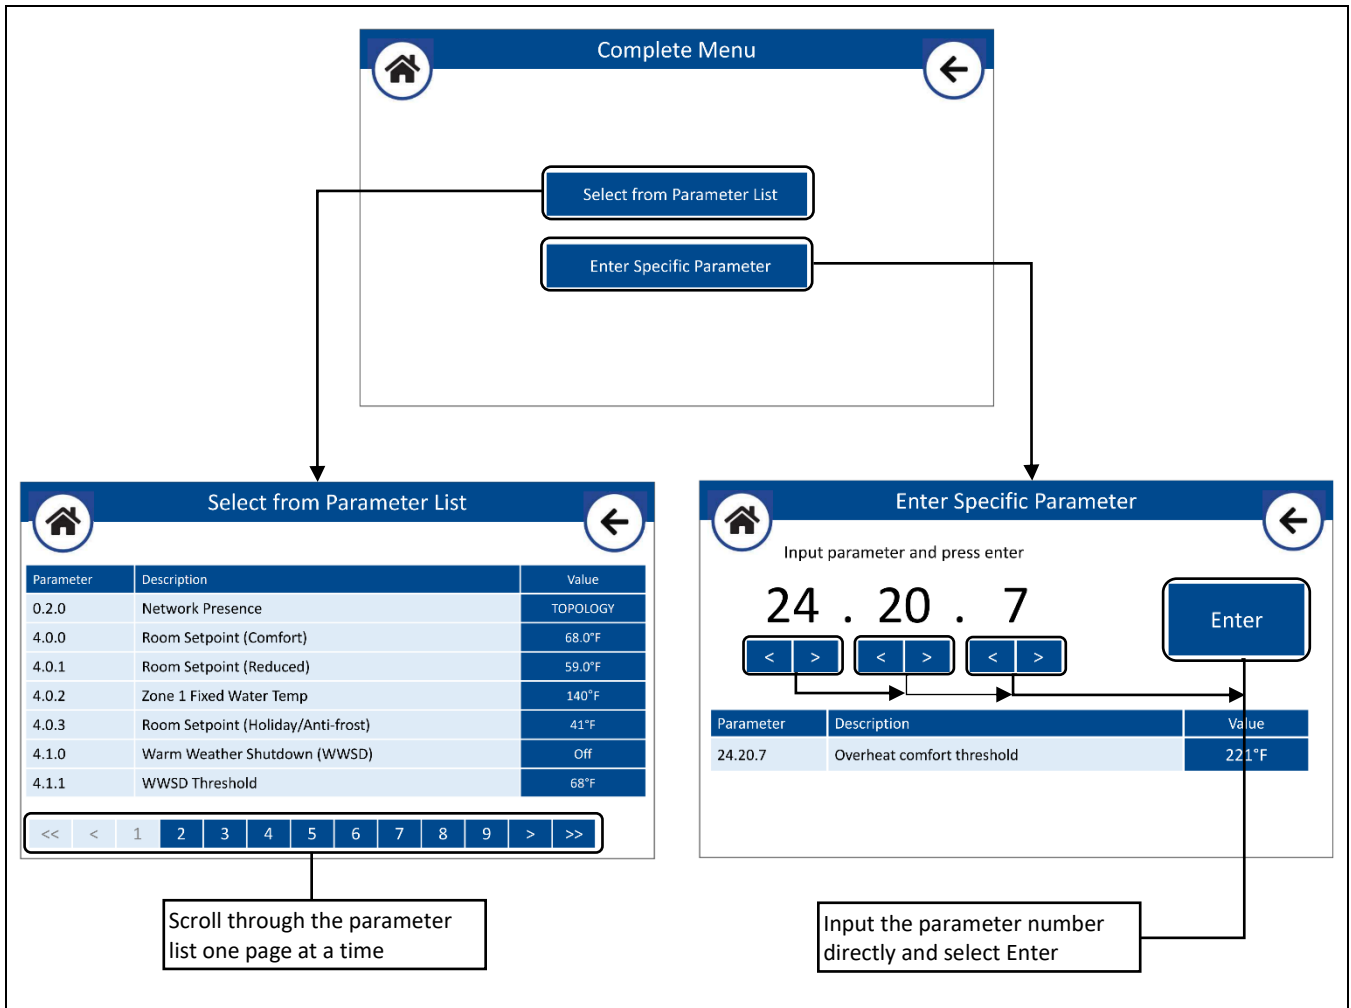 Complete Menu
Select from Parameter List
Enter Specific Parameter
Select from Parameter List
Parameter Description Value
0.2.0 Network Presence TOPOLOGY
4.0.0 Room Setpoint (Comfort) 68.0°F
4.0.1 Room Setpoint (Reduced) 59.0°F
4.0.2 Zone 1 Fixed Water Temp 140°F
4.0.3 Room Setpoint (Holiday/Anti-frost) 41°F
4.1.0 Warm Weather Shutdown (WWSD) Off
4.1.1 WWSD Threshold 68°F
<< < 1 2 3 4 5 6 7 8 9 > >>
Scroll through the parameter
list one page at a time
Enter Specific Parameter
Input parameter and press enter
24 . 20 . 7
< > < > < >
Enter
Parameter Description Value
24.20.7 Overheat comfort threshold 221°F
Input the parameter number
directly and select Enter